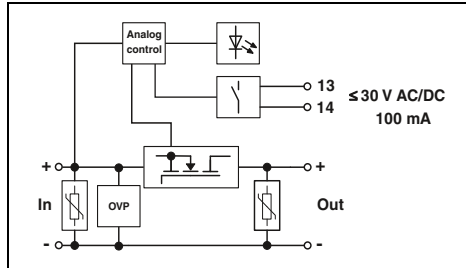 Analog
control
13
14
≤ 30 V AC/DC
100 mA
+
+
In
OVP
Out
-
-